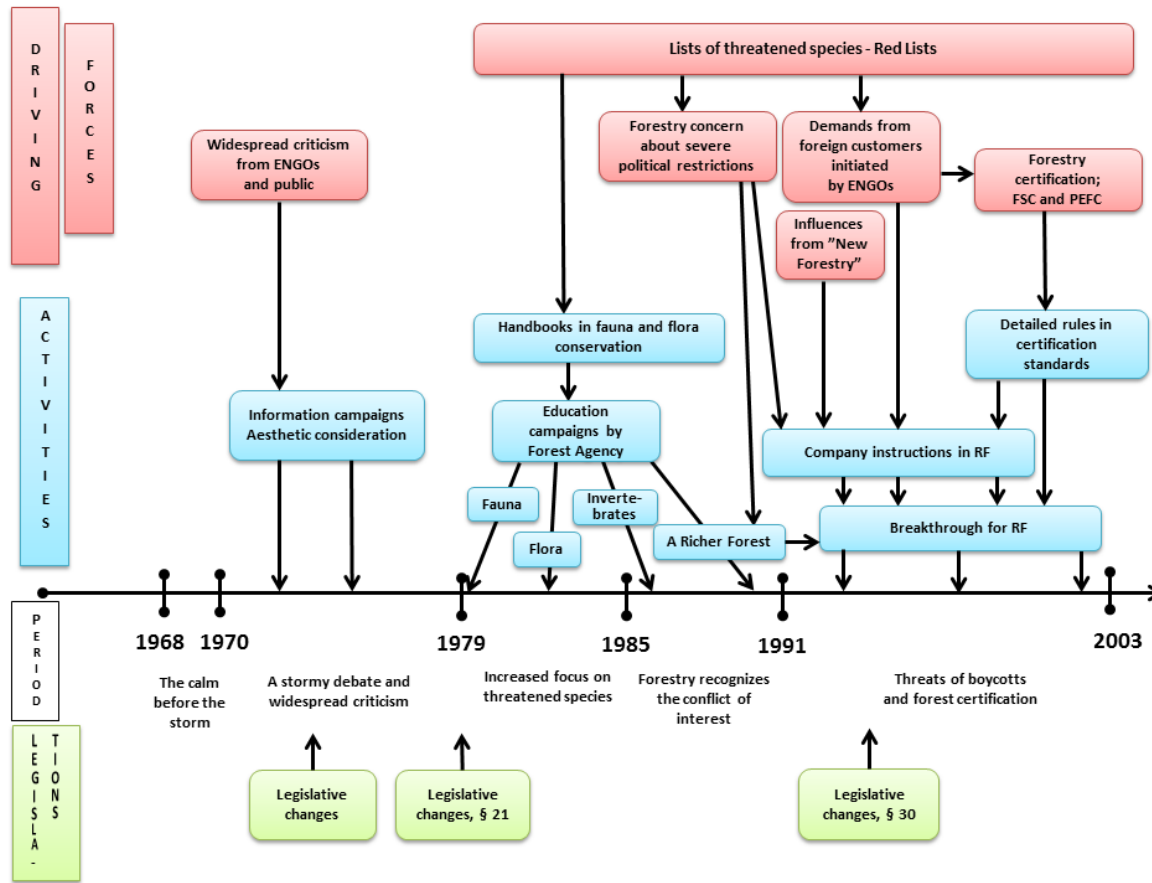 DRIVING
FORCES
Lists of threatened species - Red Lists
Widespread criticism
from ENGOs
and public
Forestry concern
about severe
political restrictions
Demands from
foreign customers
initiated
by ENGOs
Forestry
certification;
FSC and PEFC
Influences
from ”New
Forestry”
ACTIVITIES
Handbooks in fauna and flora
conservation
Detailed rules in
certification
standards
Information campaigns
Aesthetic consideration
Education
campaigns by
Forest Agency
Company instructions in RF
Fauna
Flora
Inverte-
brates
A Richer Forest
Breakthrough for RF
PERIOD
1968
1970
1979
1985
1991
2003
The calm
before the
storm
A stormy debate and
widespread criticism
Increased focus on
threatened species
Forestry recognizes
the conflict of
interest
Threats of boycotts
and forest certification
LEGISLA-
TIONS
Legislative
changes
Legislative
changes, § 21
Legislative
changes, § 30